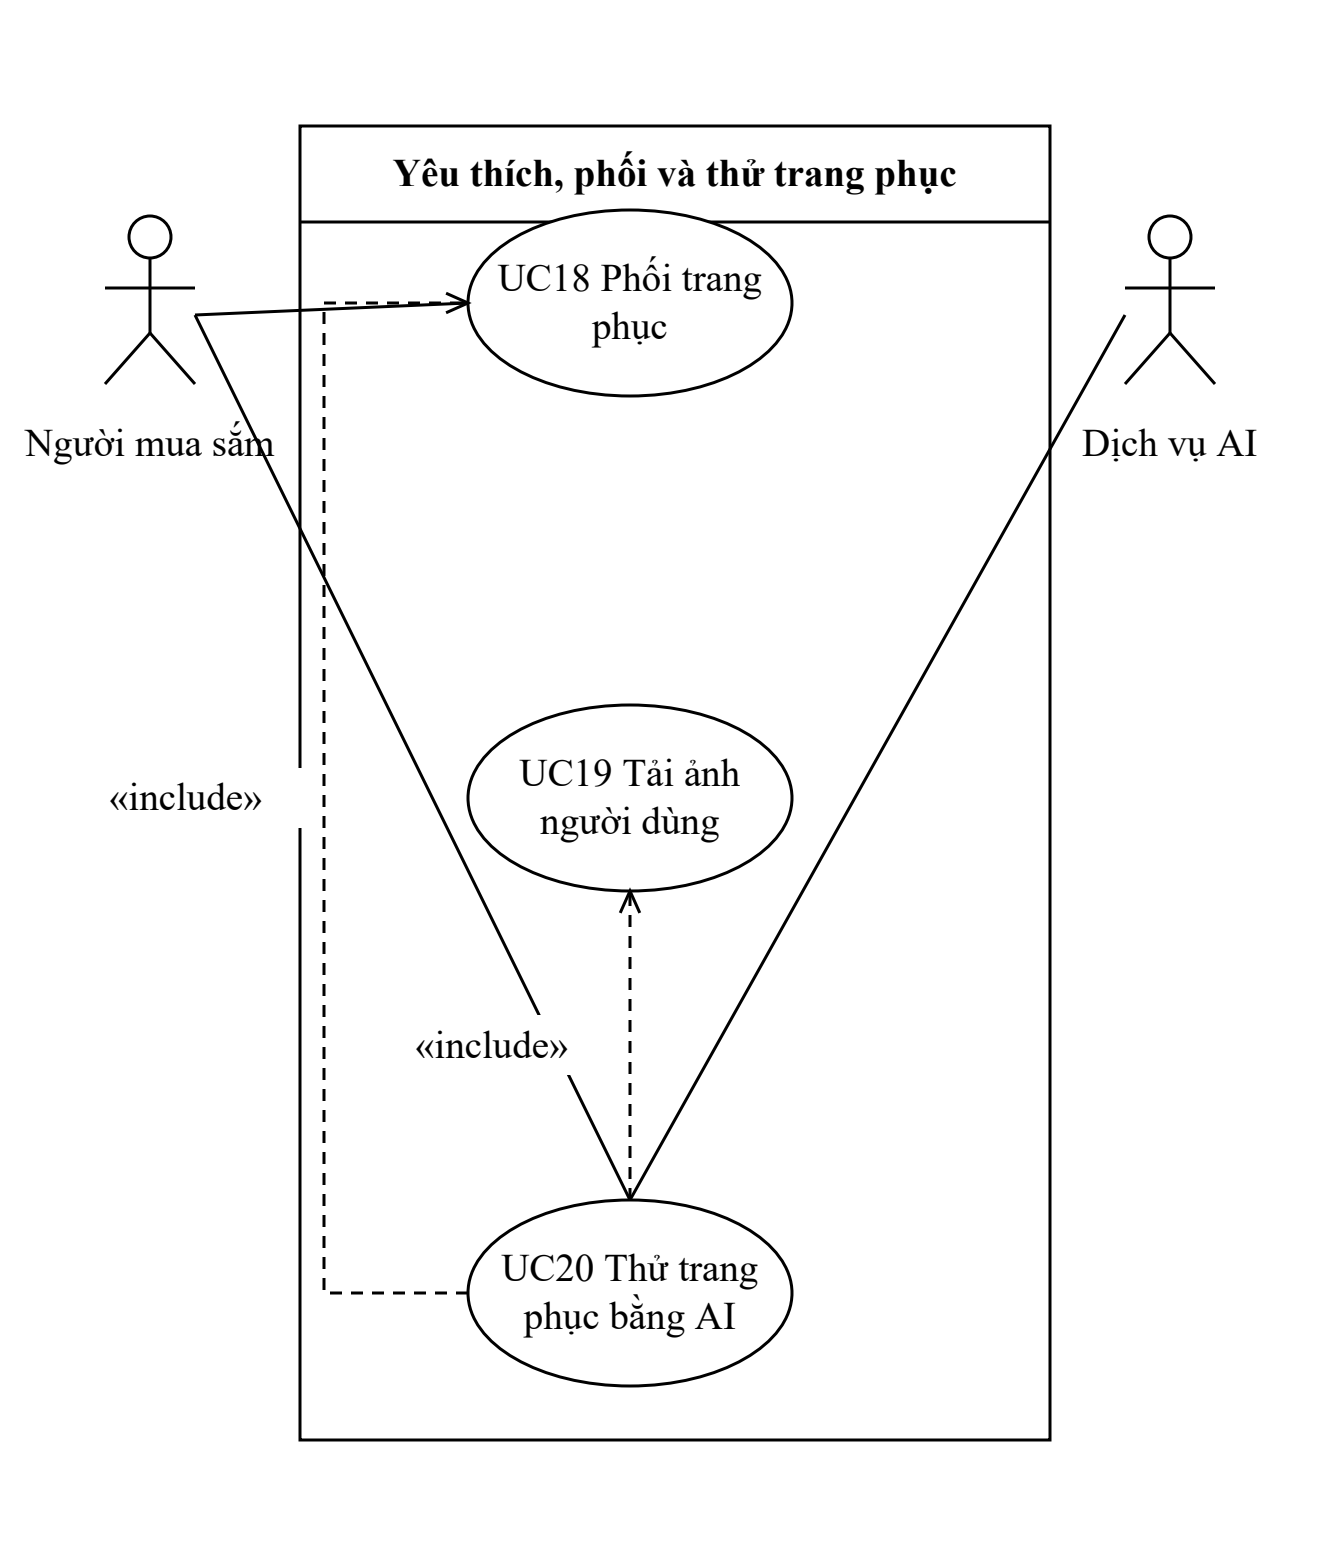 Yêu thích, phối và thử trang phục
UC18 Phối trang
phục
Người mua sắm
Dịch vụ AI
UC19 Tải ảnh
người dùng
«include»
«include»
UC20 Thử trang
phục bằng AI